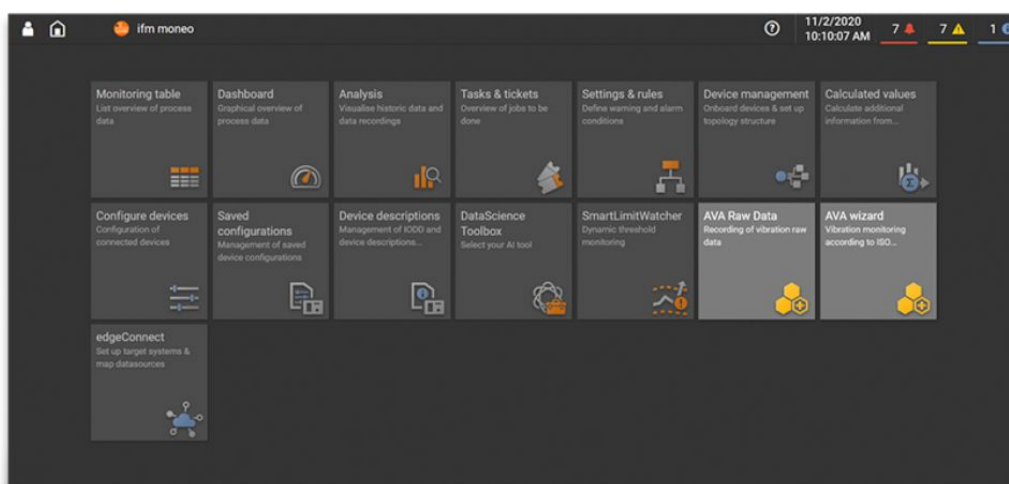 ifm moneo
11/2/2020
10:10:07 AM
7
7
1
Monitoring table
List overview of process
data
Dashboard
Graphical overview of
process data
Analysis
Visualise historic data and
data recordings
Tasks & tickets
Overview of jobs to be
done
Settings & rules
Define warning and alarm
conditions
Device management
Onboard devices & set up
topology structure
Calculated values
Calculate additional
information from...
Configure devices
Configuration of
connected devices
Saved
configurations
Management of saved
device configurations
Device descriptions
Management of IODD and
device descriptions...
DataScience
Toolbox
Select your AI tool
SmartLimitWatcher
Dynamic threshold
monitoring
AVA Raw Data
Recording of vibration raw
data
AVA wizard
Vibration monitoring
according to ISO...
edgeConnect
Set up target systems &
map datasources